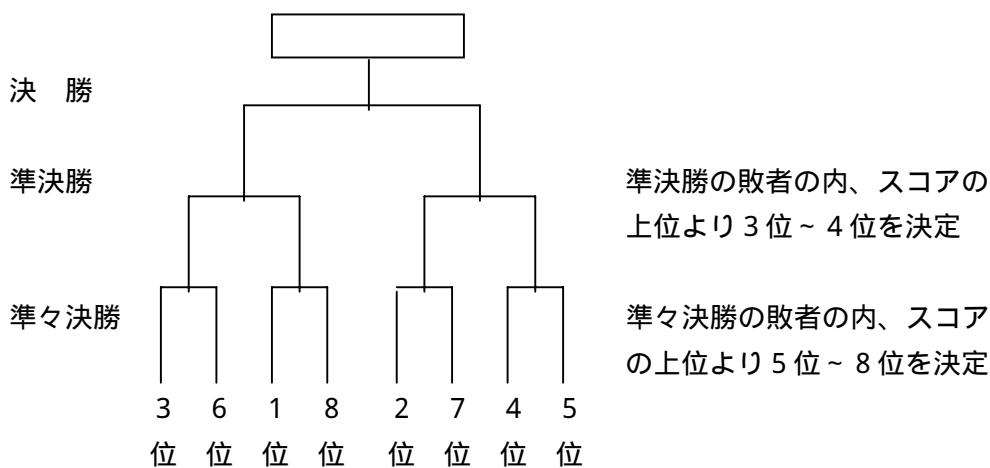 決　勝
準決勝
準決勝の敗者の内、スコアの
上位より３位～４位を決定
準々決勝
準々決勝の敗者の内、スコア
の上位より５位～８位を決定
3 6 1 8 2 7 4 5
位 位 位 位 位 位 位 位